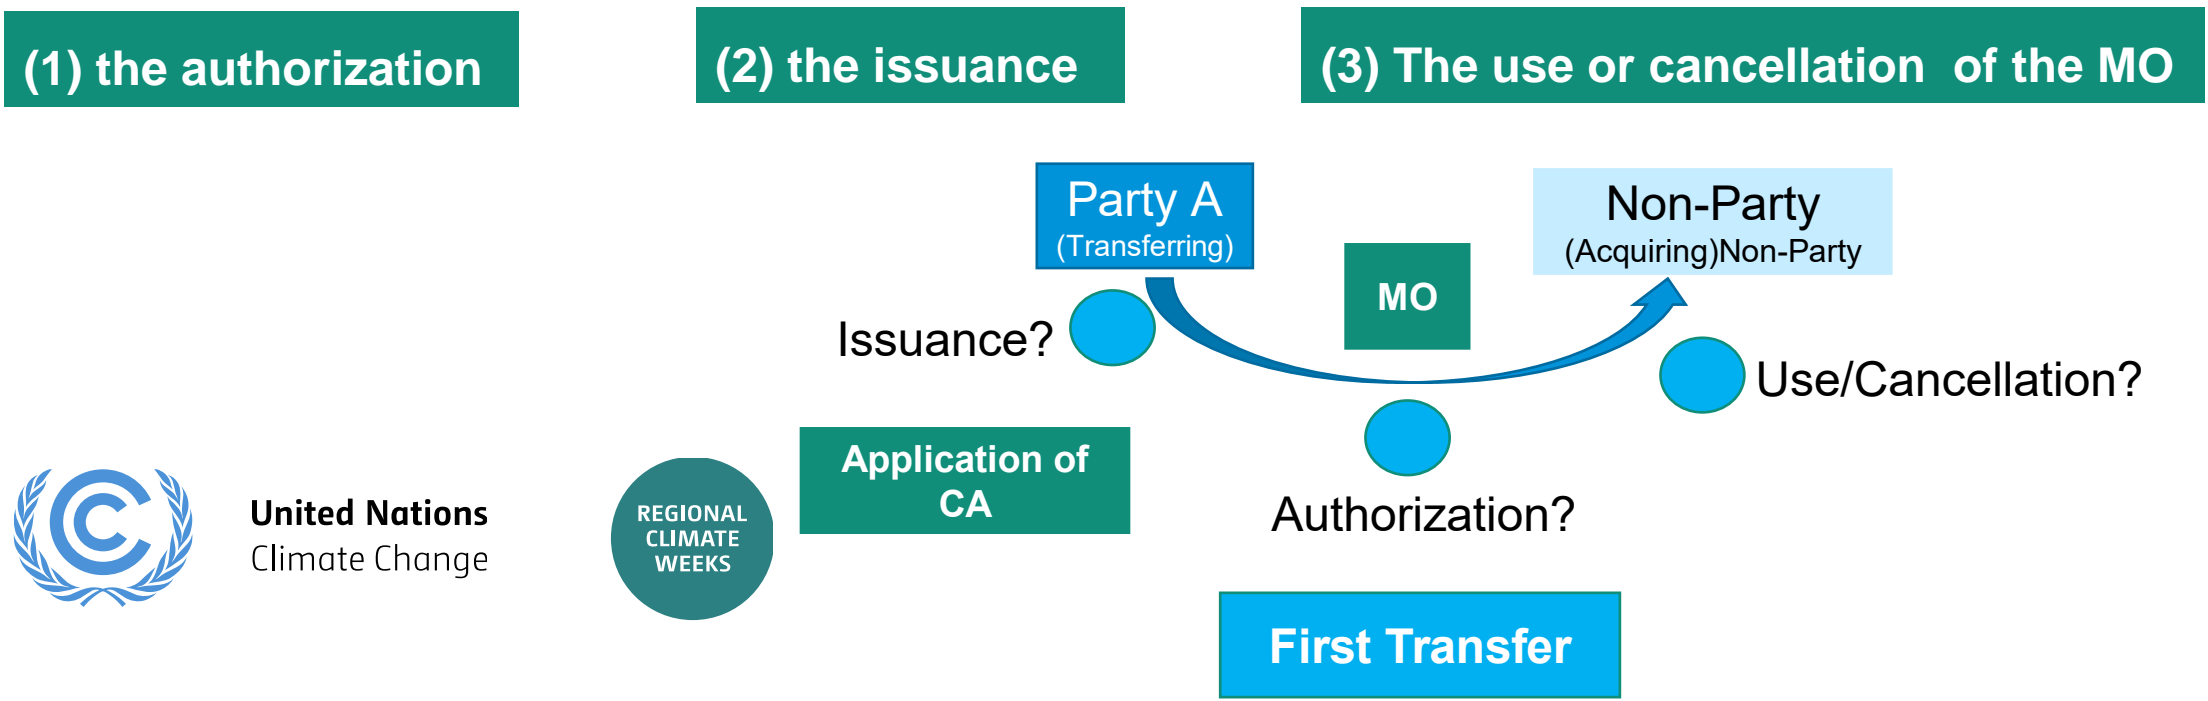 (1) the authorization
(2) the issuance
(3) The use or cancellation  of the MO
Party A
(Transferring)
Non-Party
(Acquiring)Non-Party
MO
Issuance?
Use/Cancellation?
Application of
CA
Authorization?
United Nations
Climate Change
REGIONAL
CLIMATE
WEEKS
First Transfer